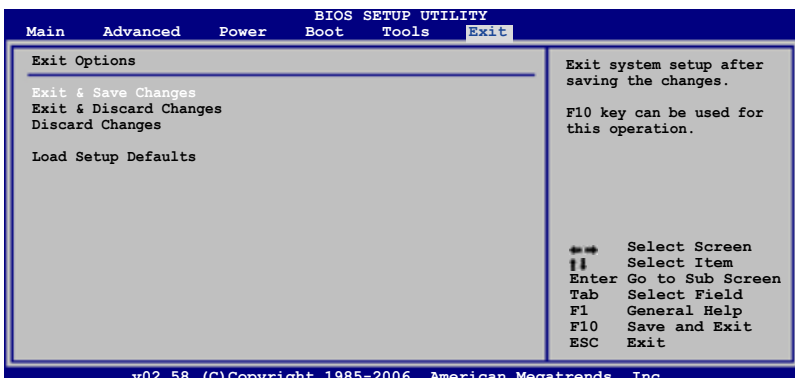 BIOS SETUP UTILITY
Main Advanced Power Boot Tools Exit
Exit Options
Exit & Save Changes
Exit & Discard Changes
Discard Changes
Load Setup Defaults
Exit system setup after
saving the changes.
F10 key can be used for
this operation.
Select Screen
Select Item
Enter Go to Sub Screen
Tab Select Field
F1 General Help
F10 Save and Exit
ESC Exit
v02.58 (C)Copyright 1985-2006, American Megatrends, Inc.